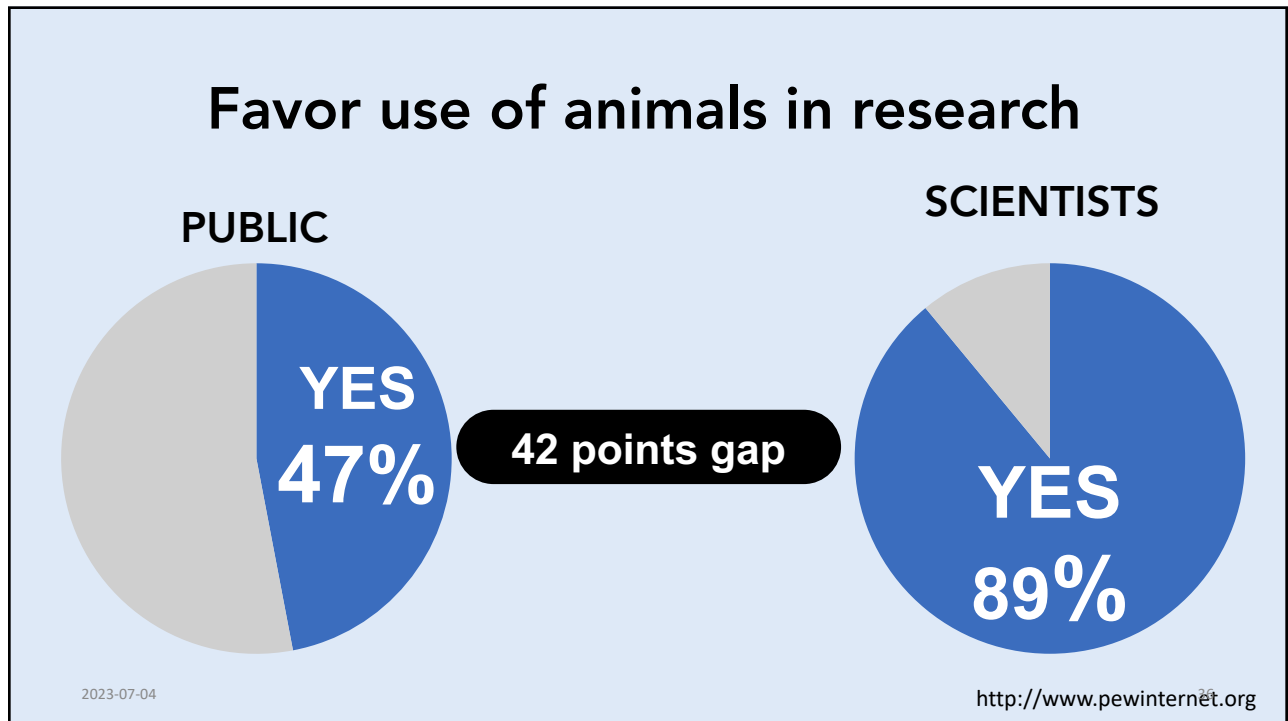 Favor use of animals in research
PUBLIC
SCIENTISTS
YES
47%
42 points gap
YES
89%
2023-07-04
http://www.pewinternet.org
36